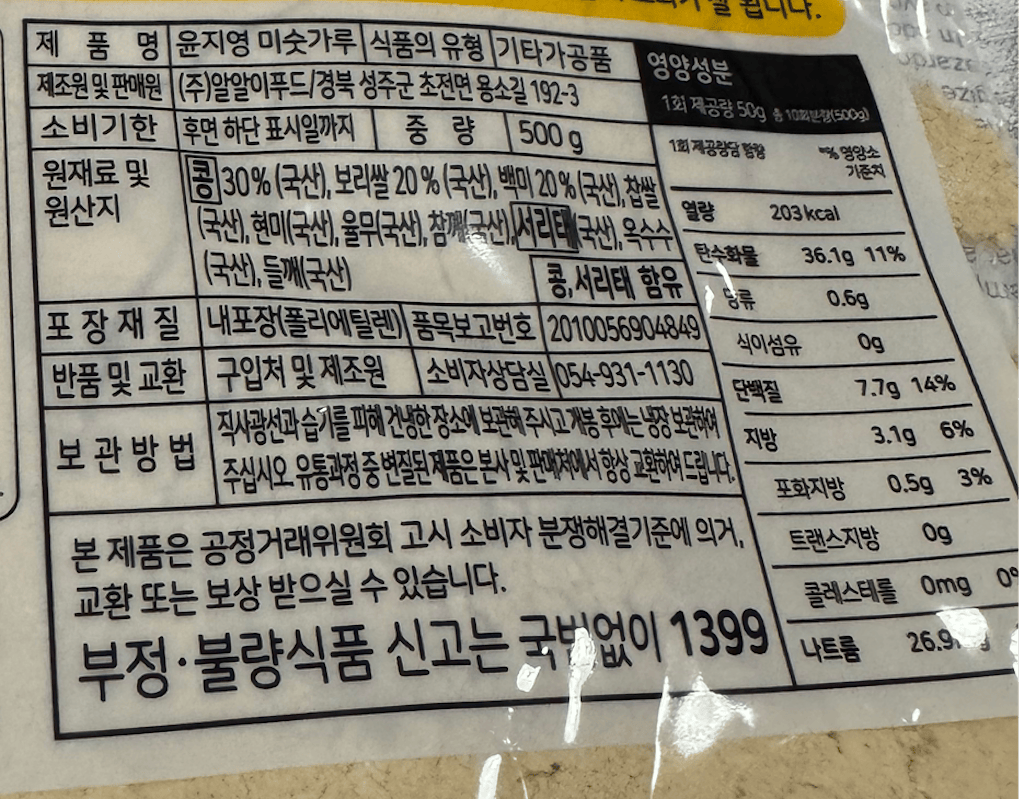 잘 됩니다.
제 품 명 윤지영 미숫가루 식품의 유형 기타가공품
제조원 및 판매원 (주)알알이푸드/경북 성주군 초전면 용소길 192-3
소비기한 후면 하단 표시일까지 중 량 500 g
원재료 및
원산지
콩 30% (국산), 보리쌀 20 % (국산), 백미 20 % (국산), 찹쌀
(국산), 현미(국산), 율무(국산), 참깨(국산), 서리태(국산), 옥수수
(국산), 들깨(국산)
콩, 서리태 함유
포 장 재 질 내포장(폴리에틸렌) 품목보고번호 2010056904849
반품 및 교환 구입처 및 제조원 소비자상담실 054-931-1130
보 관 방 법
직사광선과 습기를 피해 건냉한 장소에 보관해 주시고 개봉 후에는 냉장 보관하여
주십시오. 유통과정 중 변질된 제품은 본사 및 판매처에서 항상 교환하여 드립니다.
본 제품은 공정거래위원회 고시 소비자 분쟁해결기준에 의거,
교환 또는 보상 받으실 수 있습니다.
부정·불량식품 신고는 국번없이 1399
영양성분
1회 제공량 50g 총 10회분량(500g)
1회 제공량당 함량 % 영양소
기준치
열량 203 kcal
탄수화물 36.1g 11%
당류 0.6g
식이섬유 0g
단백질 7.7g 14%
지방 3.1g 6%
포화지방 0.5g 3%
트랜스지방 0g
콜레스테롤 0mg
나트륨